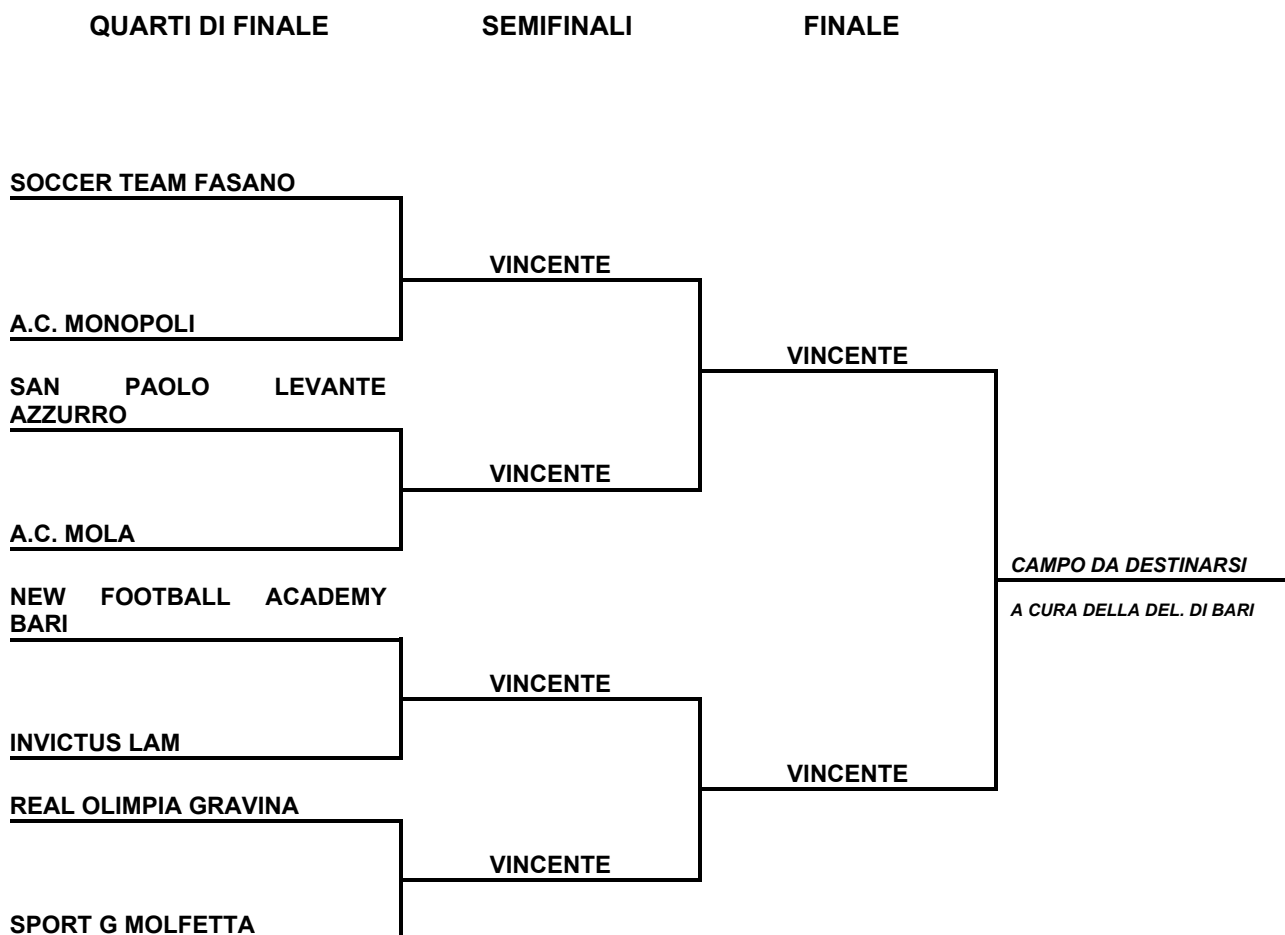 QUARTI DI FINALE SEMIFINALI FINALE
SOCCER TEAM FASANO
VINCENTE
A.C. MONOPOLI
VINCENTE
SAN PAOLO LEVANTE
AZZURRO
VINCENTE
A.C. MOLA
CAMPO DA DESTINARSI
NEW FOOTBALL ACADEMY
BARI
A CURA DELLA DEL. DI BARI
VINCENTE
INVICTUS LAM
VINCENTE
REAL OLIMPIA GRAVINA
VINCENTE
SPORT G MOLFETTA